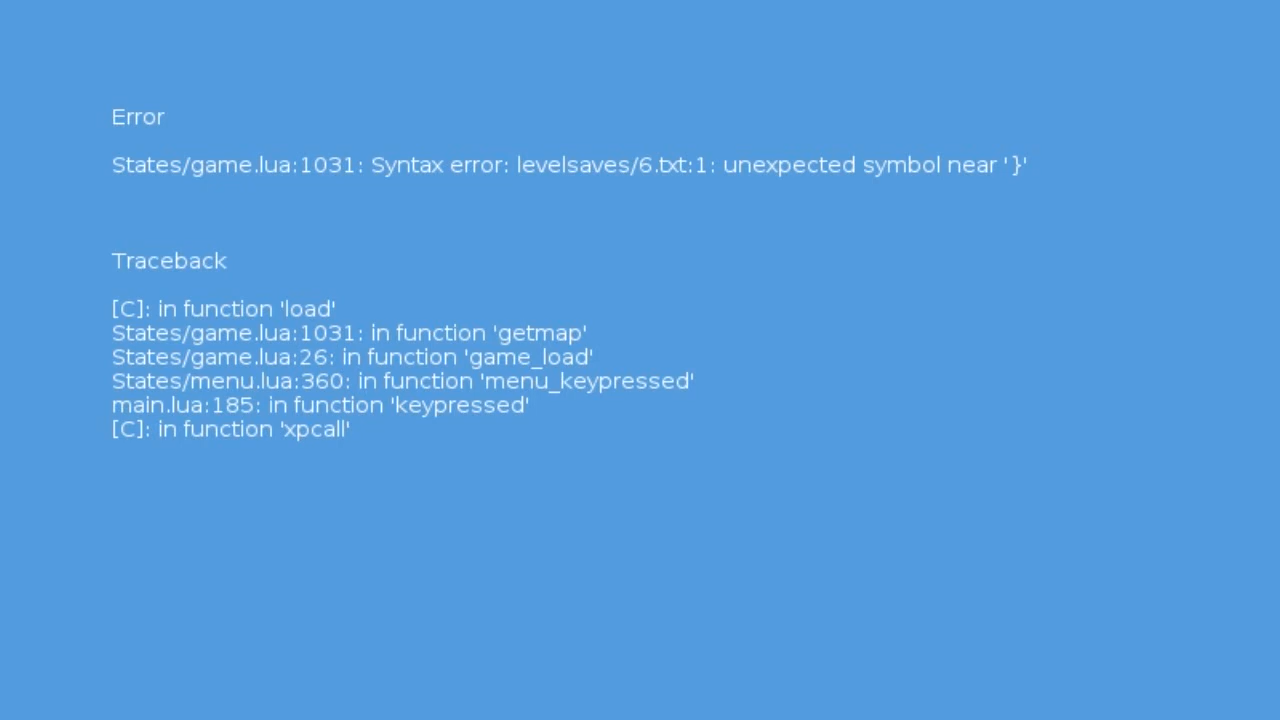 Error
States/game.lua:1031: Syntax error: levelsaves/6.txt:1: unexpected symbol near '}'
Traceback
[C]: in function 'load'
States/game.lua:1031: in function 'getmap'
States/game.lua:26: in function 'game_load'
States/menu.lua:360: in function 'menu_keypressed'
main.lua:185: in function 'keypressed'
[C]: in function 'xpcall'